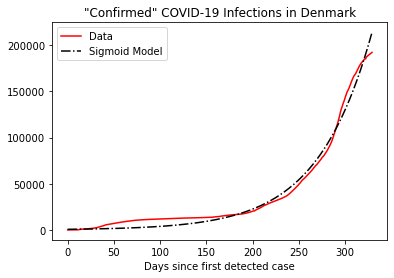 "Confirmed" COVID-19 Infections in Denmark
Data
Sigmoid Model
200000
150000
100000
50000
0
0 50 100 150 200 250 300
Days since first detected case